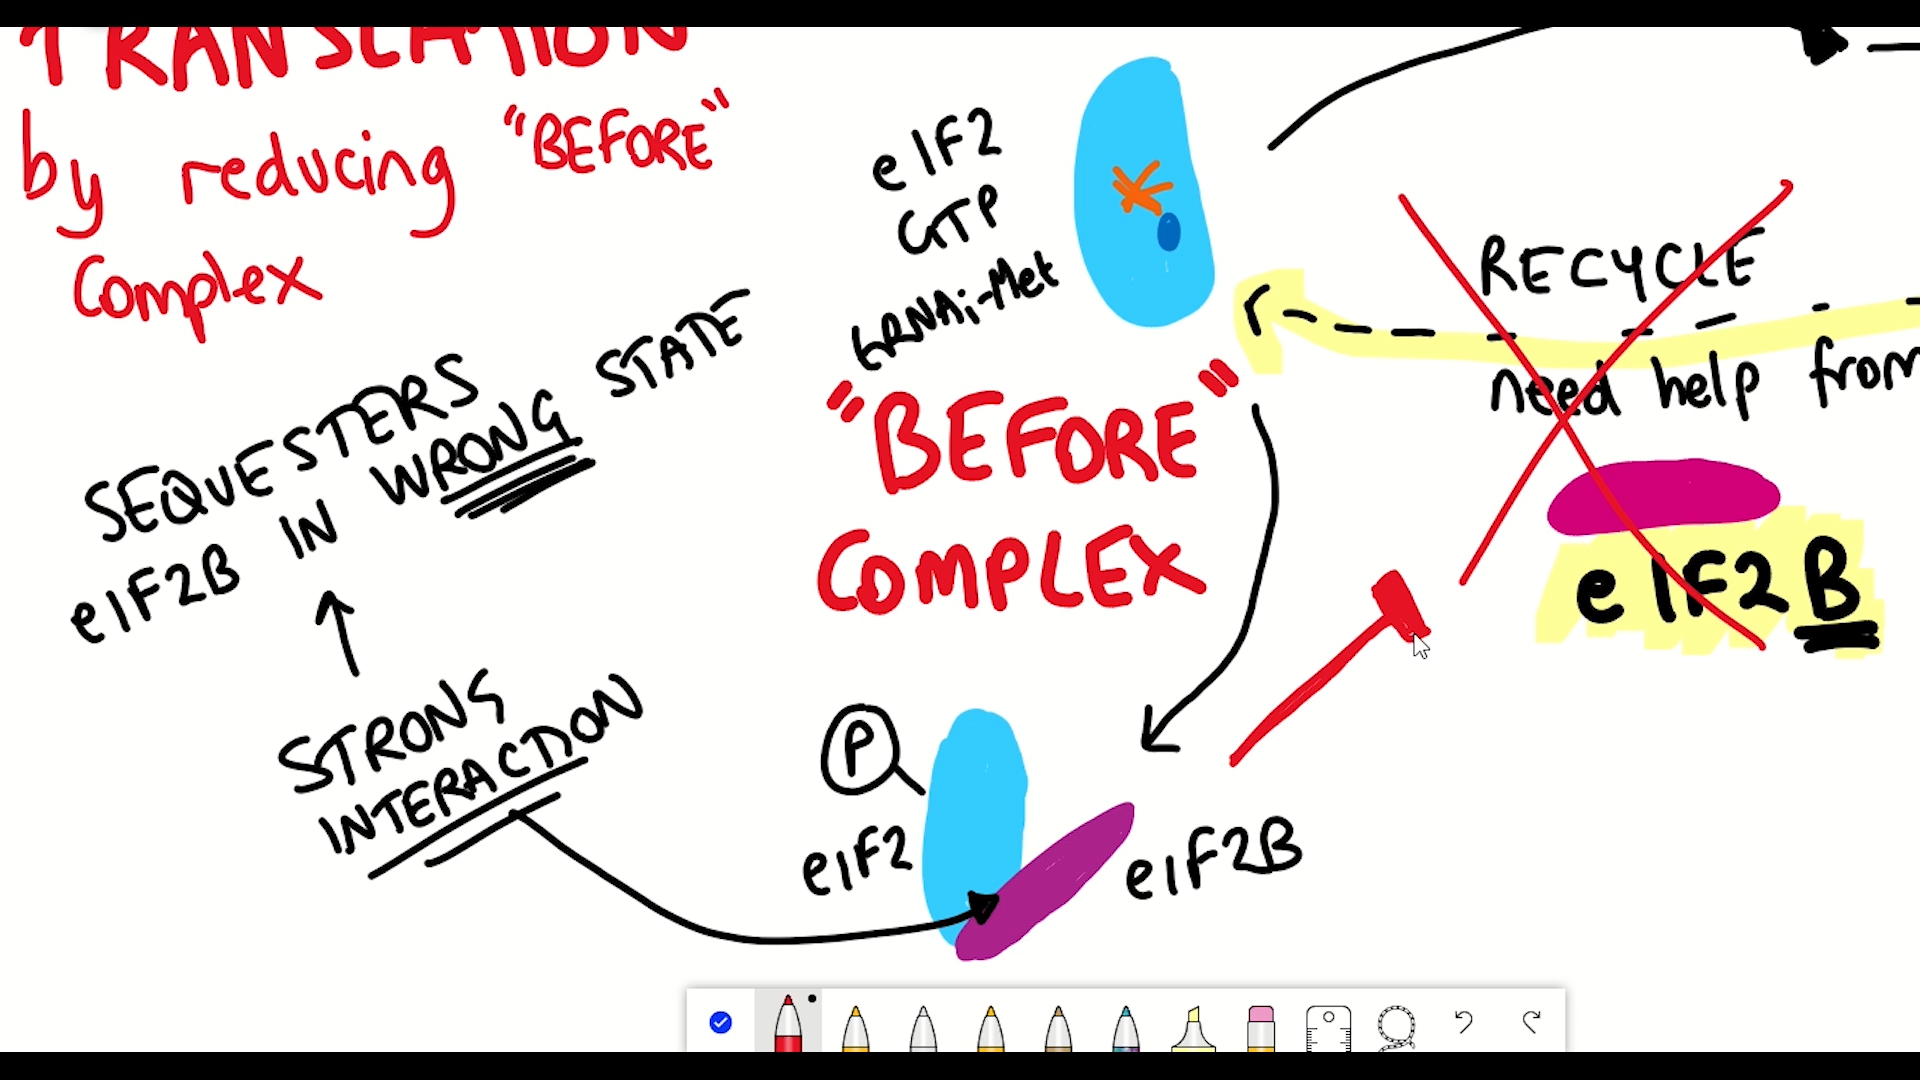 TRANSLATION
by reducing "BEFORE"
Complex
SEQUESTERS
eIF2B IN WRONG STATE
STRONG
INTERACTION
eIF2
GTP
tRNAi-Met
"BEFORE"
COMPLEX
RECYCLE
need help from
eIF2B
P
eIF2
eIF2B